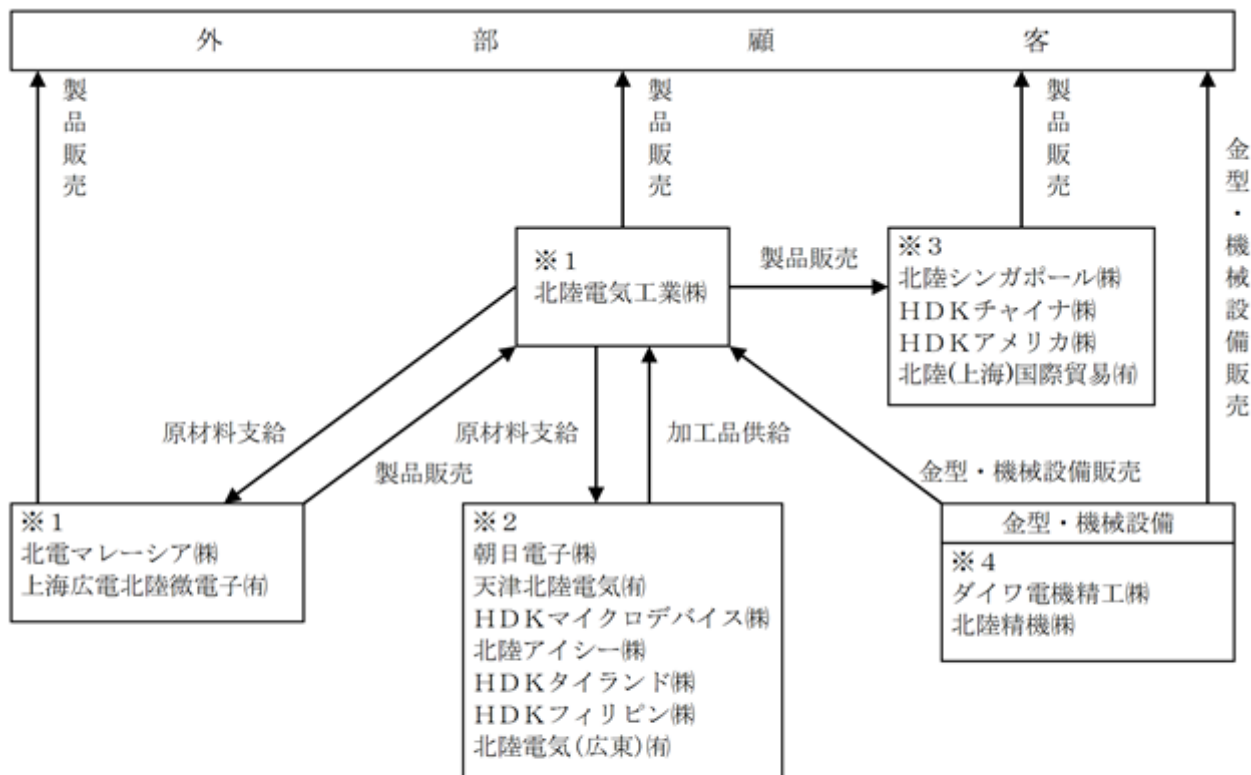 外部顧客
製品販売
製品販売
製品販売
金型・機械設備販売
※1
北陸電気工業㈱
製品販売
※3
北陸シンガポール㈱
HDKチャイナ㈱
HDKアメリカ㈱
北陸(上海)国際貿易㈲
原材料支給
製品販売
原材料支給
加工品供給
金型・機械設備販売
※1
北電マレーシア㈱
上海広電北陸微電子㈲
※2
朝日電子㈱
天津北陸電気㈲
HDKマイクロデバイス㈱
北陸アイシー㈱
HDKタイランド㈱
HDKフィリピン㈱
北陸電気(広東)㈲
金型・機械設備
※4
ダイワ電機精工㈱
北陸精機㈱